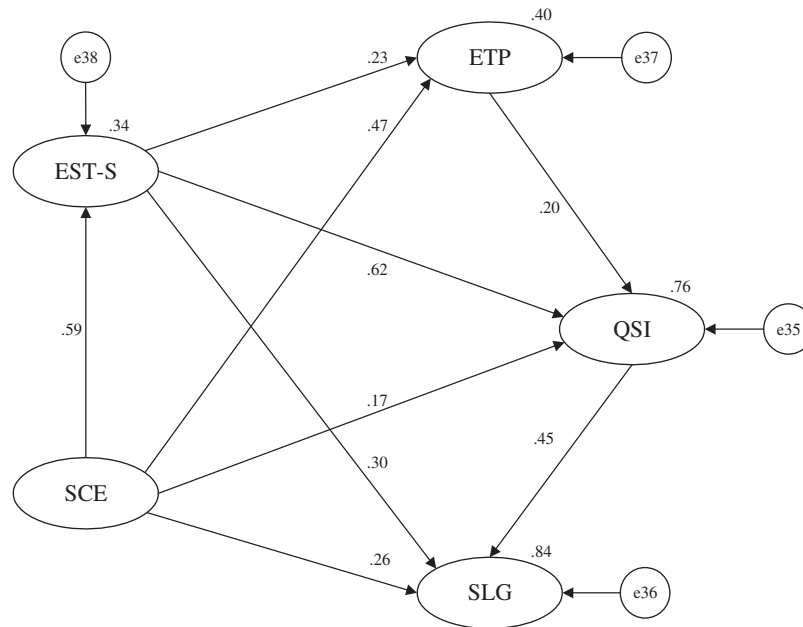 .40
e38
.23
ETP
e37
.34
.47
EST-S
.20
.62
.76
.59
QSI
e35
.17
.45
.30
SCE
.26
.84
SLG
e36